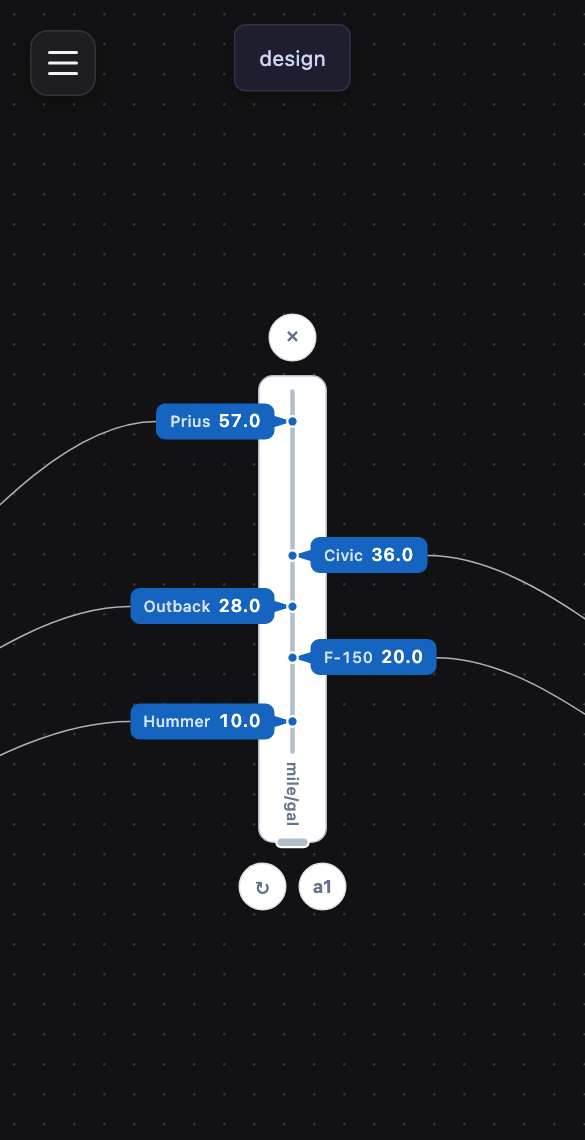 design
×
Prius 57.0
Civic 36.0
Outback 28.0
F-150 20.0
Hummer 10.0
mile/gal
↻ a1